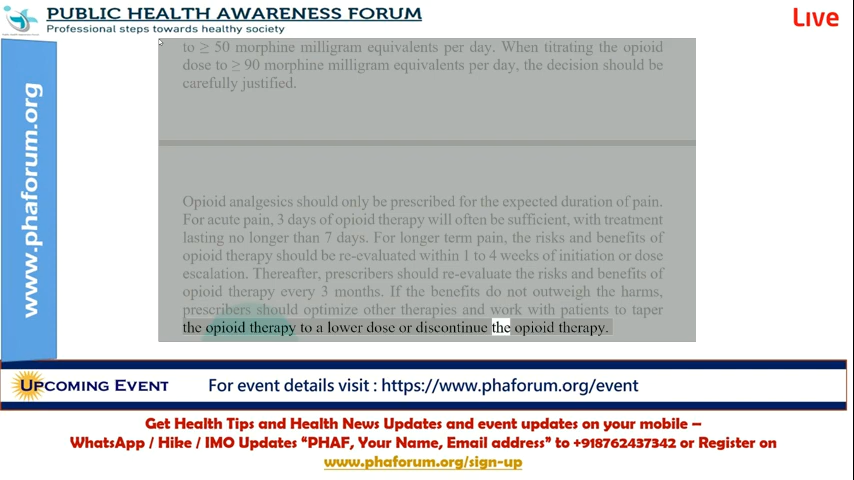 PUBLIC HEALTH AWARENESS FORUM
Professional steps towards healthy society
Live
www.phaforum.org
to ≥ 50 morphine milligram equivalents per day. When titrating the opioid
dose to ≥ 90 morphine milligram equivalents per day, the decision should be
carefully justified.
Opioid analgesics should only be prescribed for the expected duration of pain.
For acute pain, 3 days of opioid therapy will often be sufficient, with treatment
lasting no longer than 7 days. For longer term pain, the risks and benefits of
opioid therapy should be re-evaluated within 1 to 4 weeks of initiation or dose
escalation. Thereafter, prescribers should re-evaluate the risks and benefits of
opioid therapy every 3 months. If the benefits do not outweigh the harms,
prescribers should optimize other therapies and work with patients to taper
the opioid therapy to a lower dose or discontinue the opioid therapy.
UPCOMING EVENT
For event details visit : https://www.phaforum.org/event
Get Health Tips and Health News Updates and event updates on your mobile –
WhatsApp / Hike / IMO Updates “PHAF, Your Name, Email address” to +918762437342 or Register on
www.phaforum.org/sign-up